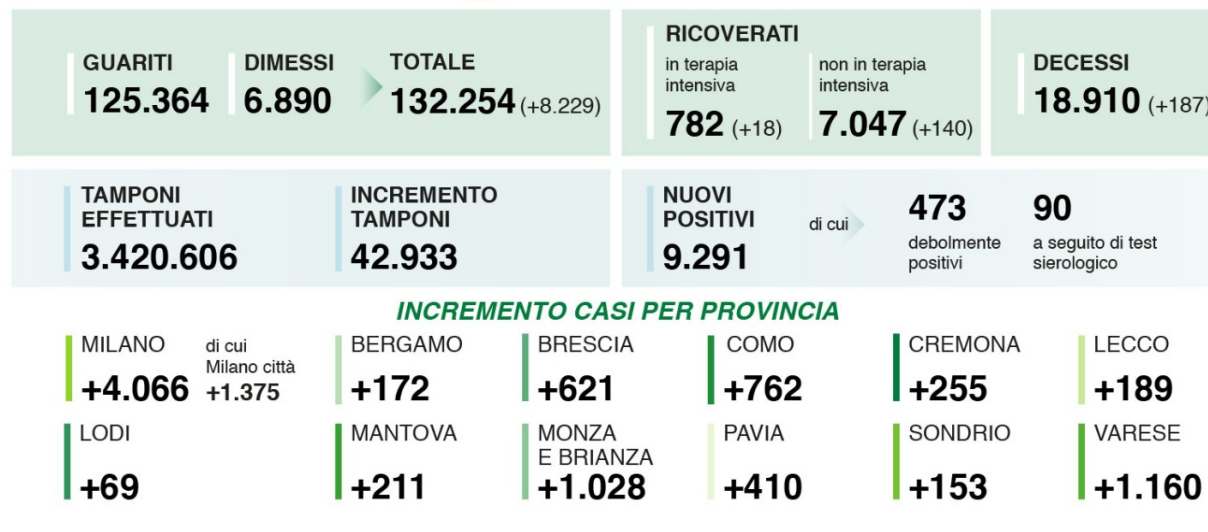 GUARITI
125.364
DIMESSI
6.890
TOTALE
132.254 (+8.229)
RICOVERATI
in terapia
intensiva
782 (+18)
non in terapia
intensiva
7.047 (+140)
DECESSI
18.910 (+187)
TAMPONI
EFFETTUATI
3.420.606
INCREMENTO
TAMPONI
42.933
NUOVI
POSITIVI
9.291
di cui
473
debolmente
positivi
90
a seguito di test
sierologico
INCREMENTO CASI PER PROVINCIA
MILANO
+4.066
di cui
Milano città
+1.375
BERGAMO
+172
BRESCIA
+621
COMO
+762
CREMONA
+255
LECCO
+189
LODI
+69
MANTOVA
+211
MONZA
E BRIANZA
+1.028
PAVIA
+410
SONDRIO
+153
VARESE
+1.160